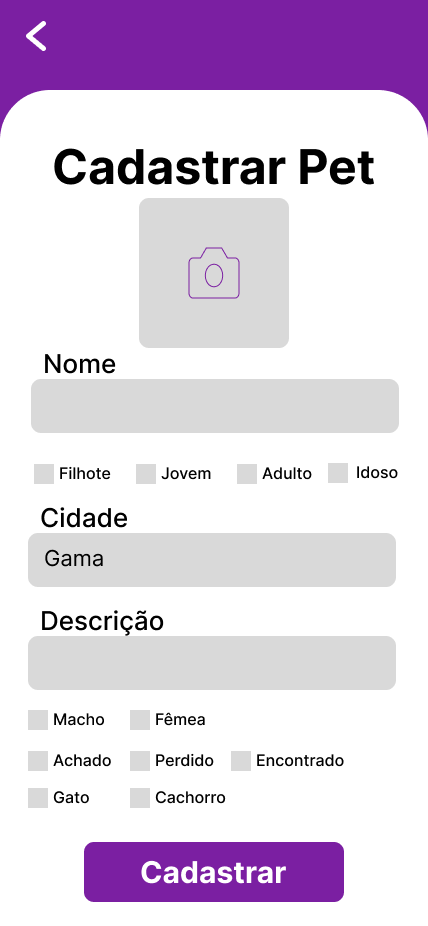 Cadastrar Pet
Nome
Filhote Jovem Adulto Idoso
Cidade
Gama
Descrição
Macho Fêmea
Achado Perdido Encontrado
Gato Cachorro
Cadastrar